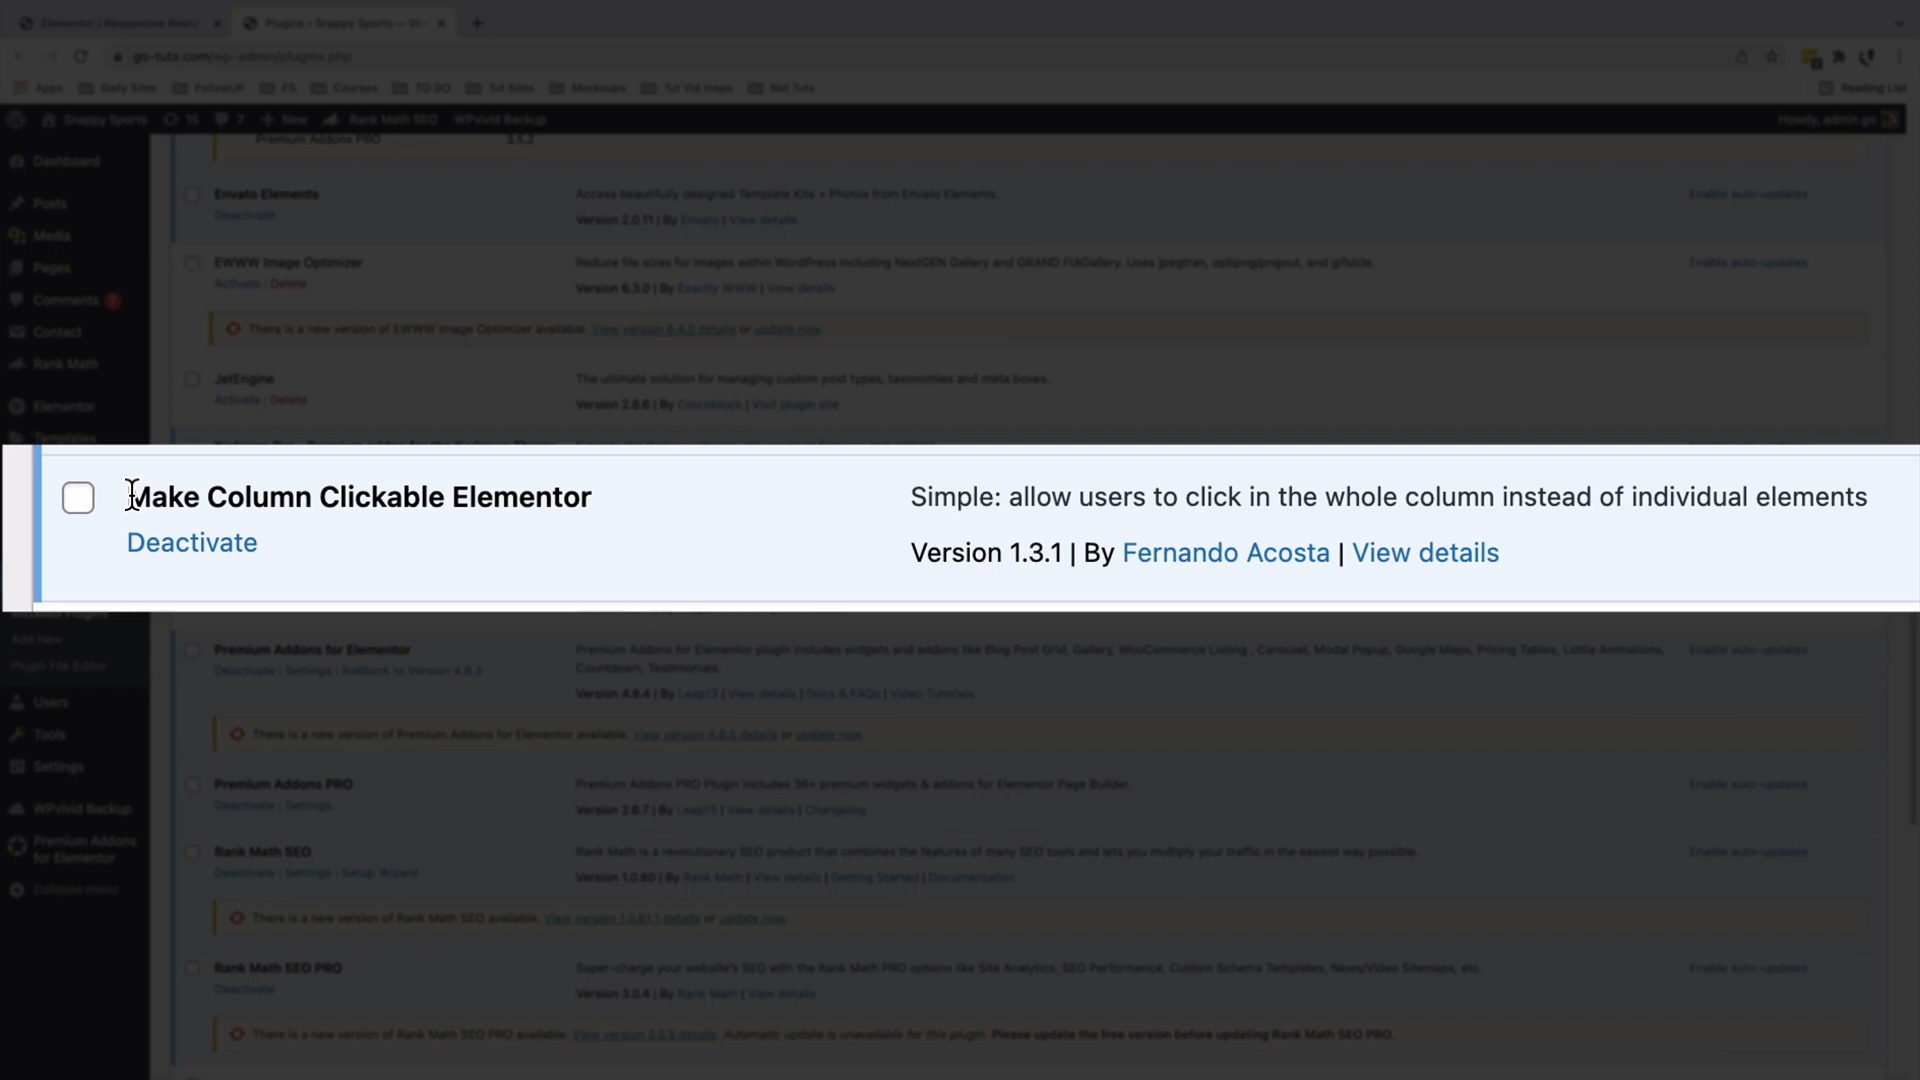 Elementor | Responsive Resi...
Plugins ‹ Snappy Sports — W
go-tuts.com/wp-admin/plugins.php
Apps
Daily Sites
FollowUP
FS
Courses
TO DO
Tut Sites
Mockups
Tut Vid Inspo
Net Tuts
Reading List
Snappy Sports
15
7
New
Rank Math SEO
WPvivid Backup
Howdy, admin.go
Dashboard
Posts
Media
Pages
Comments
Contact
Rank Math
Elementor
Templates
Add New
Plugin File Editor
Users
Tools
Settings
WPvivid Backup
Premium Addons
for Elementor
Collapse menu
Premium Addons PRO 3.5.2
Envato Elements
Deactivate
Access beautifully designed Template Kits + Photos from Envato Elements.
Version 2.0.11 | By Envato | View details
Enable auto-updates
EWWW Image Optimizer
Activate | Delete
Reduce file sizes for images within WordPress including NextGEN Gallery and GRAND FlAGallery. Uses jpegtran, optipng/pngout, and gifsicle.
Version 6.3.0 | By Exactly WWW | View details
Enable auto-updates
There is a new version of EWWW Image Optimizer available. View version 6.4.0 details or update now.
JetEngine
Activate | Delete
The ultimate solution for managing custom post types, taxonomies and meta boxes.
Version 2.8.6 | By Crocoblock | Visit plugin site
Make Column Clickable Elementor
Deactivate
Simple: allow users to click in the whole column instead of individual elements
Version 1.3.1 | By Fernando Acosta | View details
Premium Addons for Elementor
Deactivate | Settings | Rollback to Version 4.8.3
Premium Addons for Elementor plugin includes widgets and addons like Blog Post Grid, Gallery, WooCommerce Listing , Carousel, Modal Popup, Google Maps, Pricing Tables, Lottie Animations,
Countdown, Testimonials.
Version 4.8.4 | By Leap13 | View details | Docs & FAQs | Video Tutorials
Enable auto-updates
There is a new version of Premium Addons for Elementor available. View version 4.8.5 details or update now.
Premium Addons PRO
Deactivate | Settings
Premium Addons PRO Plugin Includes 36+ premium widgets & addons for Elementor Page Builder.
Version 2.6.7 | By Leap13 | View details | Changelog
Enable auto-updates
Rank Math SEO
Deactivate | Settings | Setup Wizard
Rank Math is a revolutionary SEO product that combines the features of many SEO tools and lets you multiply your traffic in the easiest way possible.
Version 1.0.80 | By Rank Math | View details | Getting Started | Documentation
Enable auto-updates
There is a new version of Rank Math SEO available. View version 1.0.81.1 details or update now.
Rank Math SEO PRO
Deactivate
Super-charge your website's SEO with the Rank Math PRO options like Site Analytics, SEO Performance, Custom Schema Templates, News/Video Sitemaps, etc.
Version 3.0.4 | By Rank Math | View details
Enable auto-updates
There is a new version of Rank Math SEO PRO available. View version 3.0.5 details. Automatic update is unavailable for this plugin. Please update the free version before updating Rank Math SEO PRO.